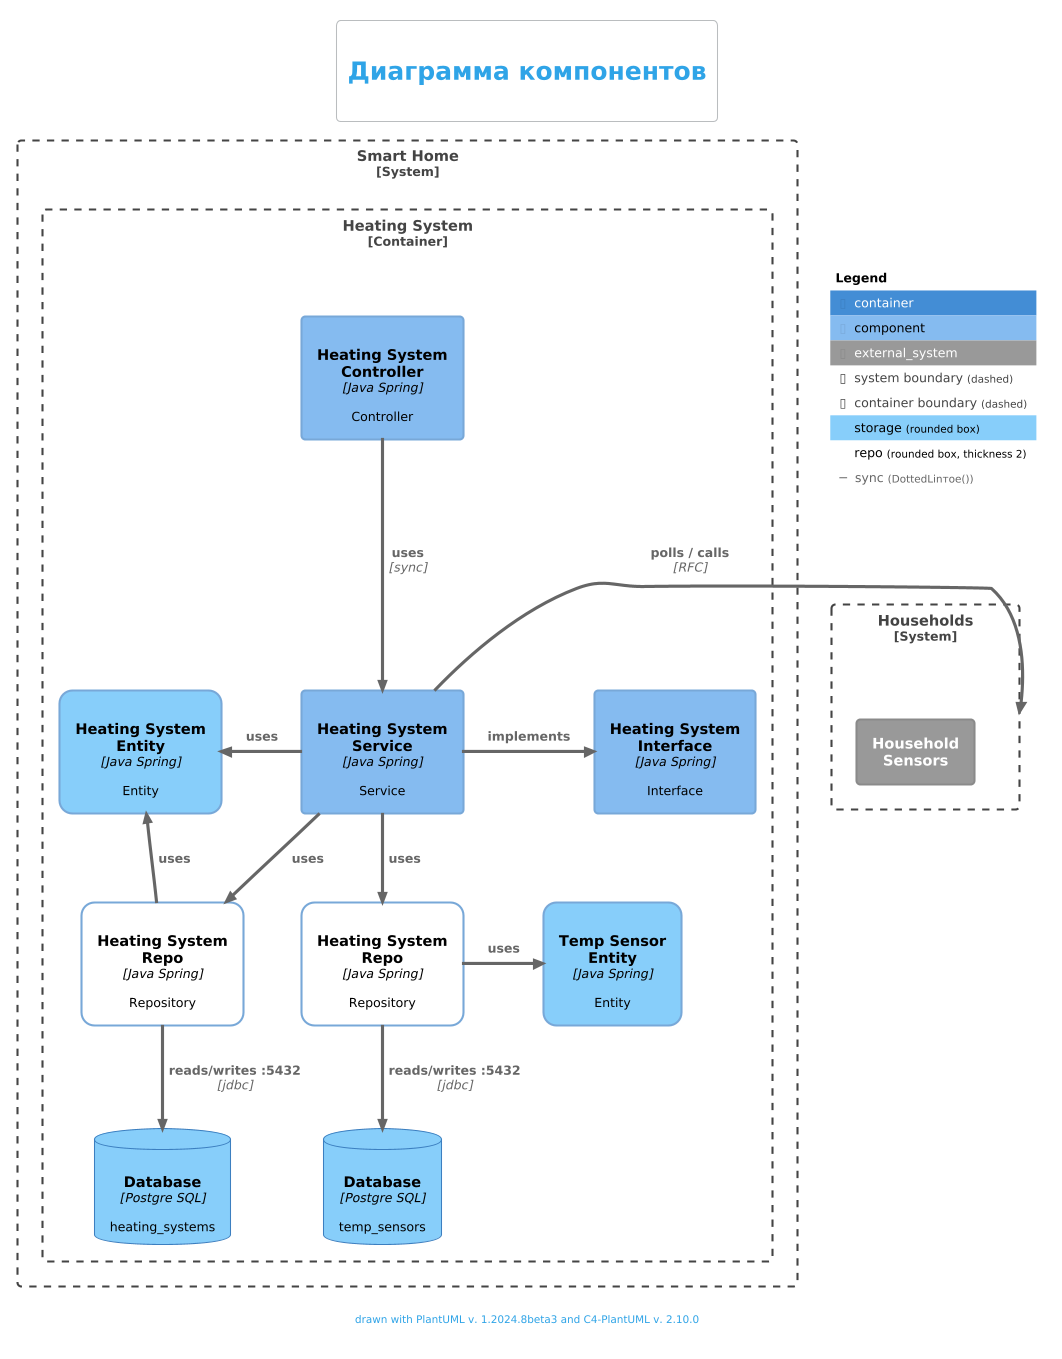 Диаграмма компонентов
Smart Home
[System]
Heating System
[Container]
Legend
container
component
external_system
system boundary (dashed)
container boundary (dashed)
storage (rounded box)
repo (rounded box, thickness 2)
─ sync (DottedLinтое())
Heating System
Controller
[Java Spring]
Controller
uses
[sync]
polls / calls
[RFC]
Households
[System]
Household
Sensors
Heating System
Entity
[Java Spring]
Entity
uses
Heating System
Service
[Java Spring]
Service
implements
Heating System
Interface
[Java Spring]
Interface
uses
uses
uses
Heating System
Repo
[Java Spring]
Repository
Heating System
Repo
[Java Spring]
Repository
uses
Temp Sensor
Entity
[Java Spring]
Entity
reads/writes :5432
[jdbc]
reads/writes :5432
[jdbc]
Database
[Postgre SQL]
heating_systems
Database
[Postgre SQL]
temp_sensors
drawn with PlantUML v. 1.2024.8beta3 and C4-PlantUML v. 2.10.0